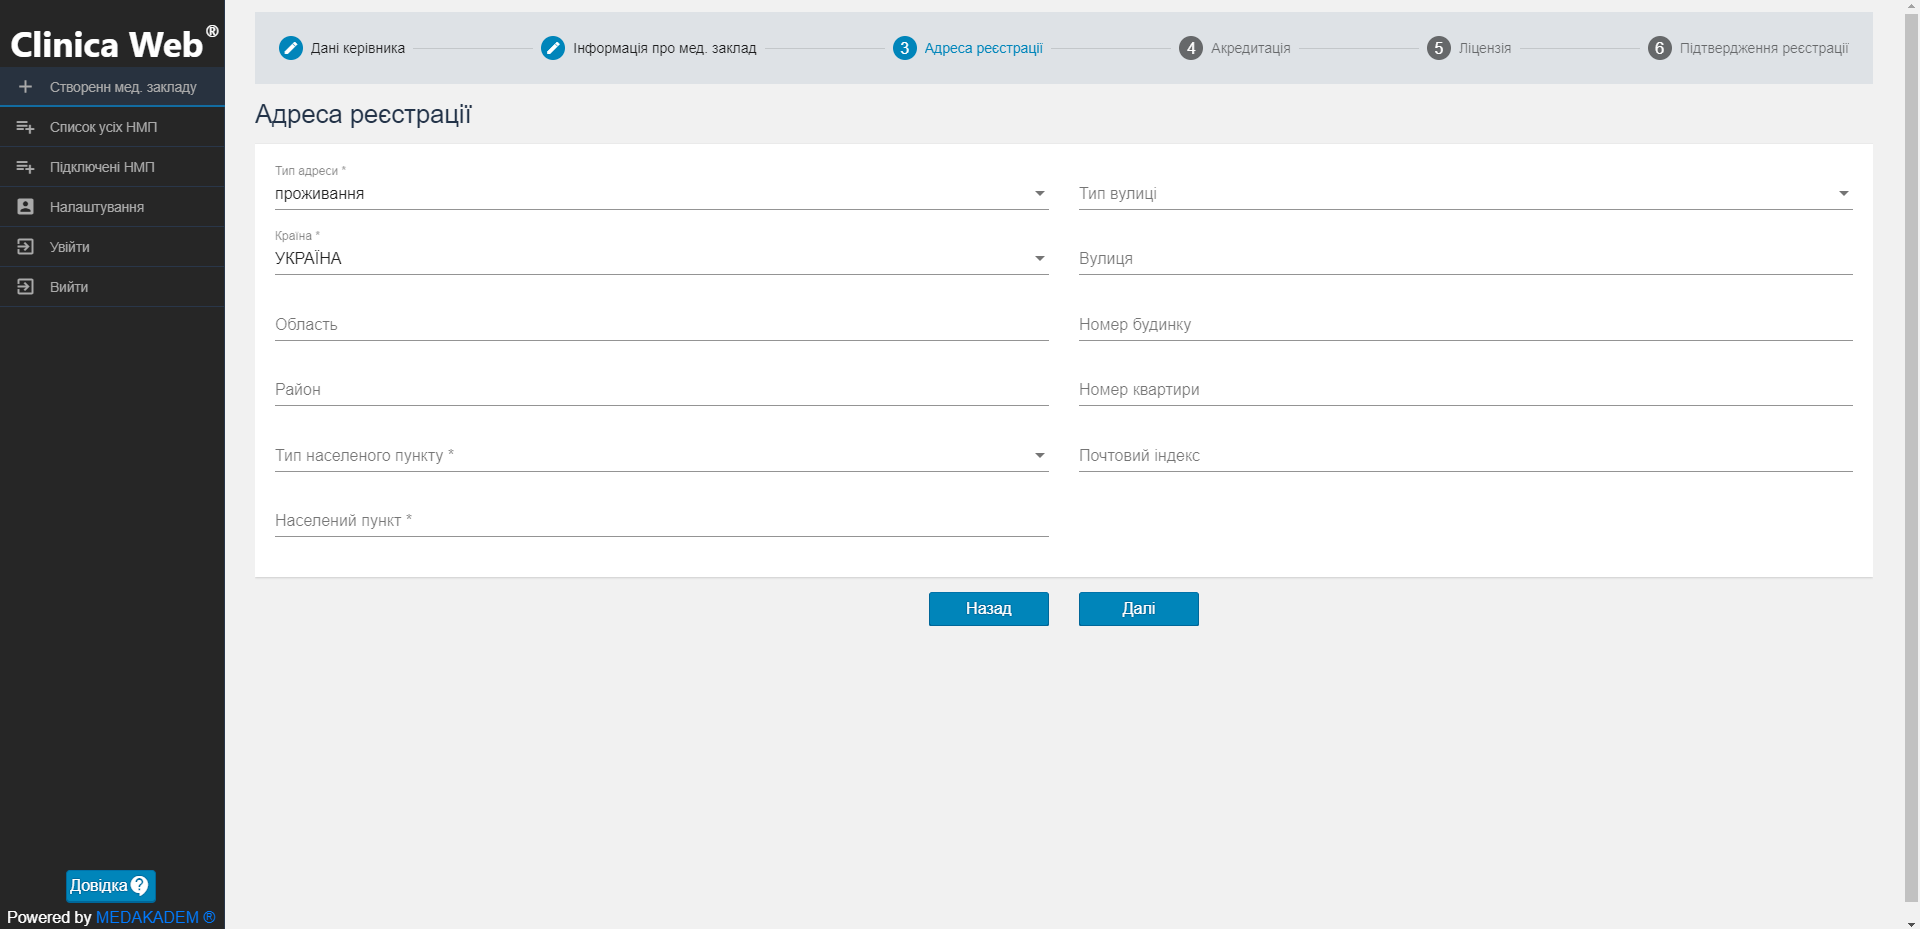 Clinica Web®
Створенн мед. закладу
Список усіх НМП
Підключені НМП
Налаштування
Увійти
Вийти
Довідка ?
Powered by MEDAKADEM ®
Дані керівника
Інформація про мед. заклад
3 Адреса реєстрації
4 Акредитація
5 Ліцензія
6 Підтвердження реєстрації
Адреса реєстрації
Тип адреси *
проживання
Країна *
УКРАЇНА
Область
Район
Тип населеного пункту *
Населений пункт *
Тип вулиці
Вулиця
Номер будинку
Номер квартири
Почтовий індекс
Назад
Далі